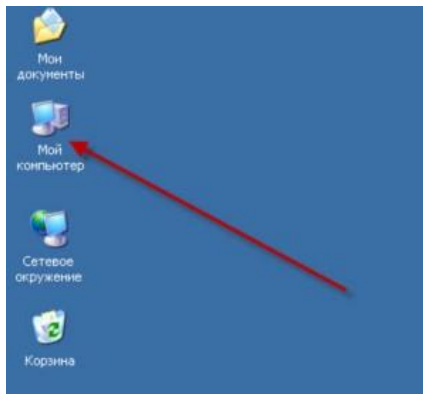 Мои
документы
Мой
компьютер
Сетевое
окружение
Корзина